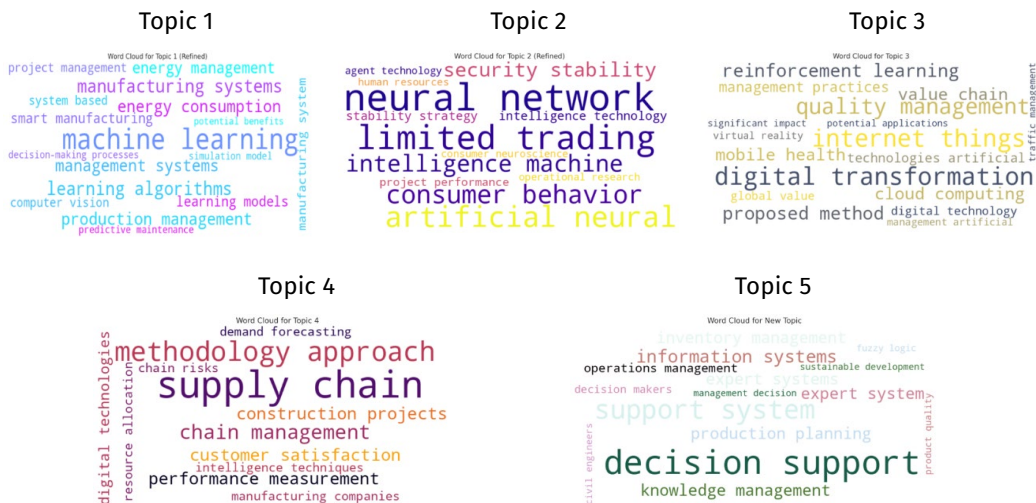 Topic 1
Word Cloud for Topic 1 (Refined)
project management energy management
manufacturing systems
system based energy consumption
smart manufacturing potential benefits
machine learning
decision-making processes simulation model
management systems
learning algorithms
computer vision learning models
production management
predictive maintenance
manufacturing system
Topic 2
Word Cloud for Topic 2 (Refined)
agent technology security stability
human resources
neural network
stability strategy intelligence technology
limited trading
consumer neuroscience
intelligence machine
operational research
project performance
consumer behavior
artificial neural
Topic 3
Word Cloud for Topic 3
reinforcement learning
management practices value chain
quality management
significant impact potential applications
virtual reality internet things
mobile health technologies artificial
digital transformation
global value cloud computing
proposed method digital technology
management artificial
traffic management
Topic 4
Word Cloud for Topic 4
demand forecasting
methodology approach
chain risks
supply chain
construction projects
chain management
customer satisfaction
intelligence techniques
performance measurement
manufacturing companies
digital technologies
resource allocation
Topic 5
Word Cloud for New Topic
inventory management
information systems fuzzy logic
operations management sustainable development
expert systems
decision makers management decision expert system
support system
production planning
decision support
knowledge management
civil engineers
product quality